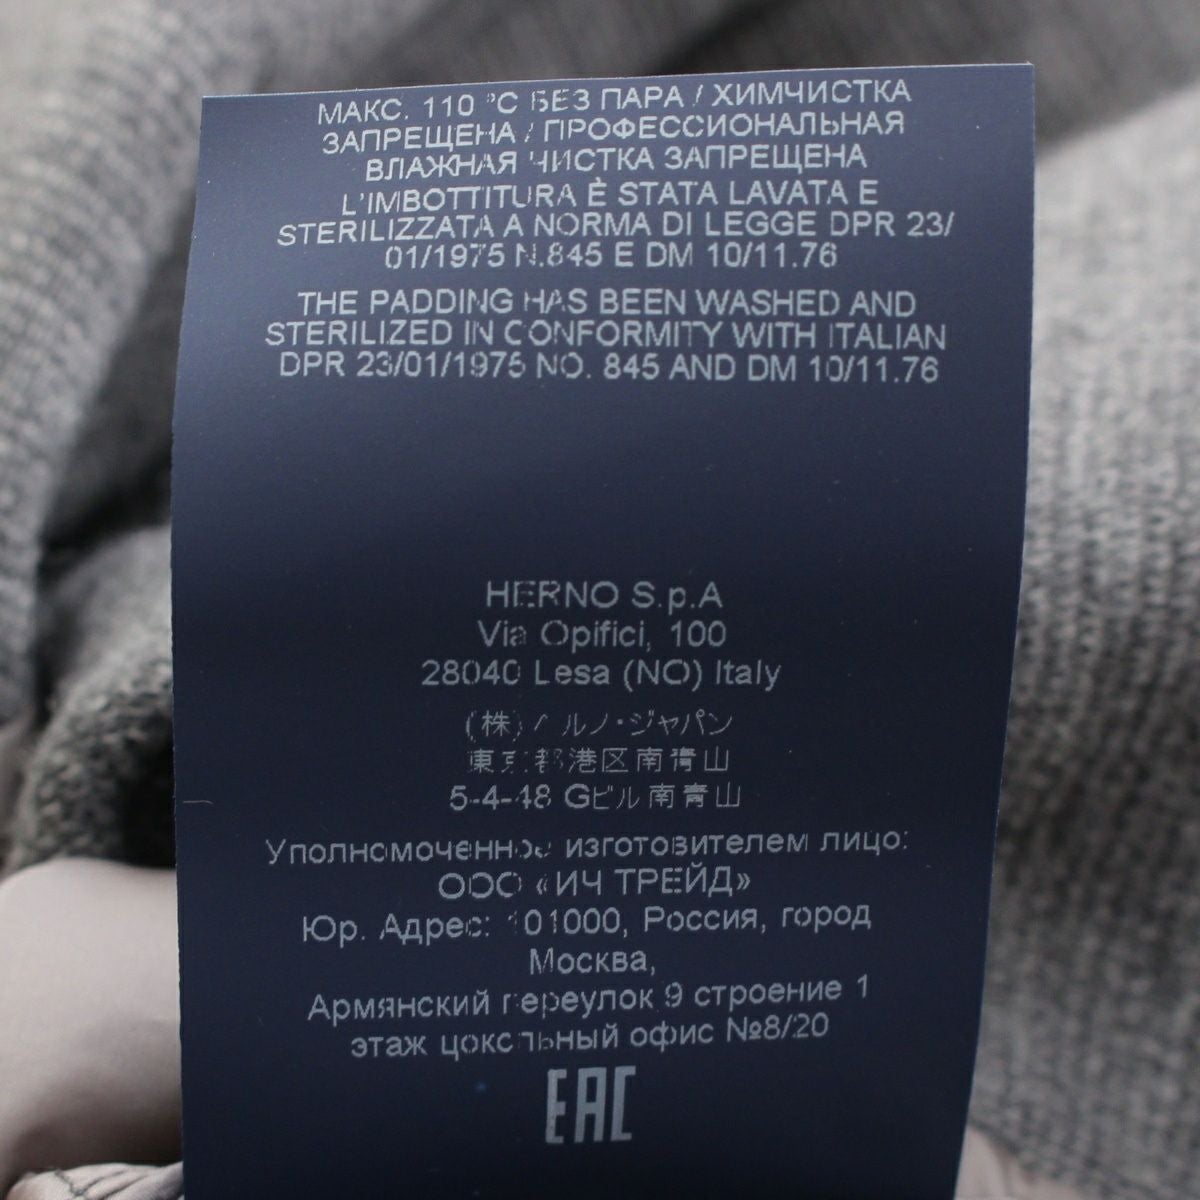 МАКС. 110 °C БЕЗ ПАРА / ХИМЧИСТКА
ЗАПРЕЩЕНА / ПРОФЕССИОНАЛЬНАЯ
ВЛАЖНАЯ ЧИСТКА ЗАПРЕЩЕНА
L'IMBOTTITURA È STATA LAVATA E
STERILIZZATA A NORMA DI LEGGE DPR 23/
01/1975 N.845 E DM 10/11.76
THE PADDING HAS BEEN WASHED AND
STERILIZED IN CONFORMITY WITH ITALIAN
DPR 23/01/1975 NO. 845 AND DM 10/11.76
HERNO S.p.A
Via Opifici, 100
28040 Lesa (NO) Italy
(株)ヘルノ・ジャパン
東京都港区南青山
5-4-48 Gビル南青山
Уполномоченное изготовителем лицо:
ООО «ИЧ ТРЕЙД»
Юр. Адрес: 101000, Россия, город
Москва,
Армянский переулок 9 строение 1
этаж цокольный офис №8/20
EAC